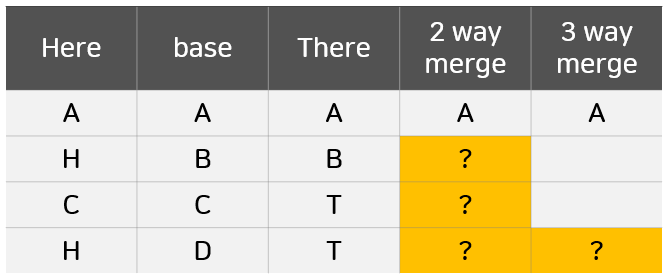 Here base There 2 way merge 3 way merge
A A A A A
H B B ?
C C T ?
H D T ? ?